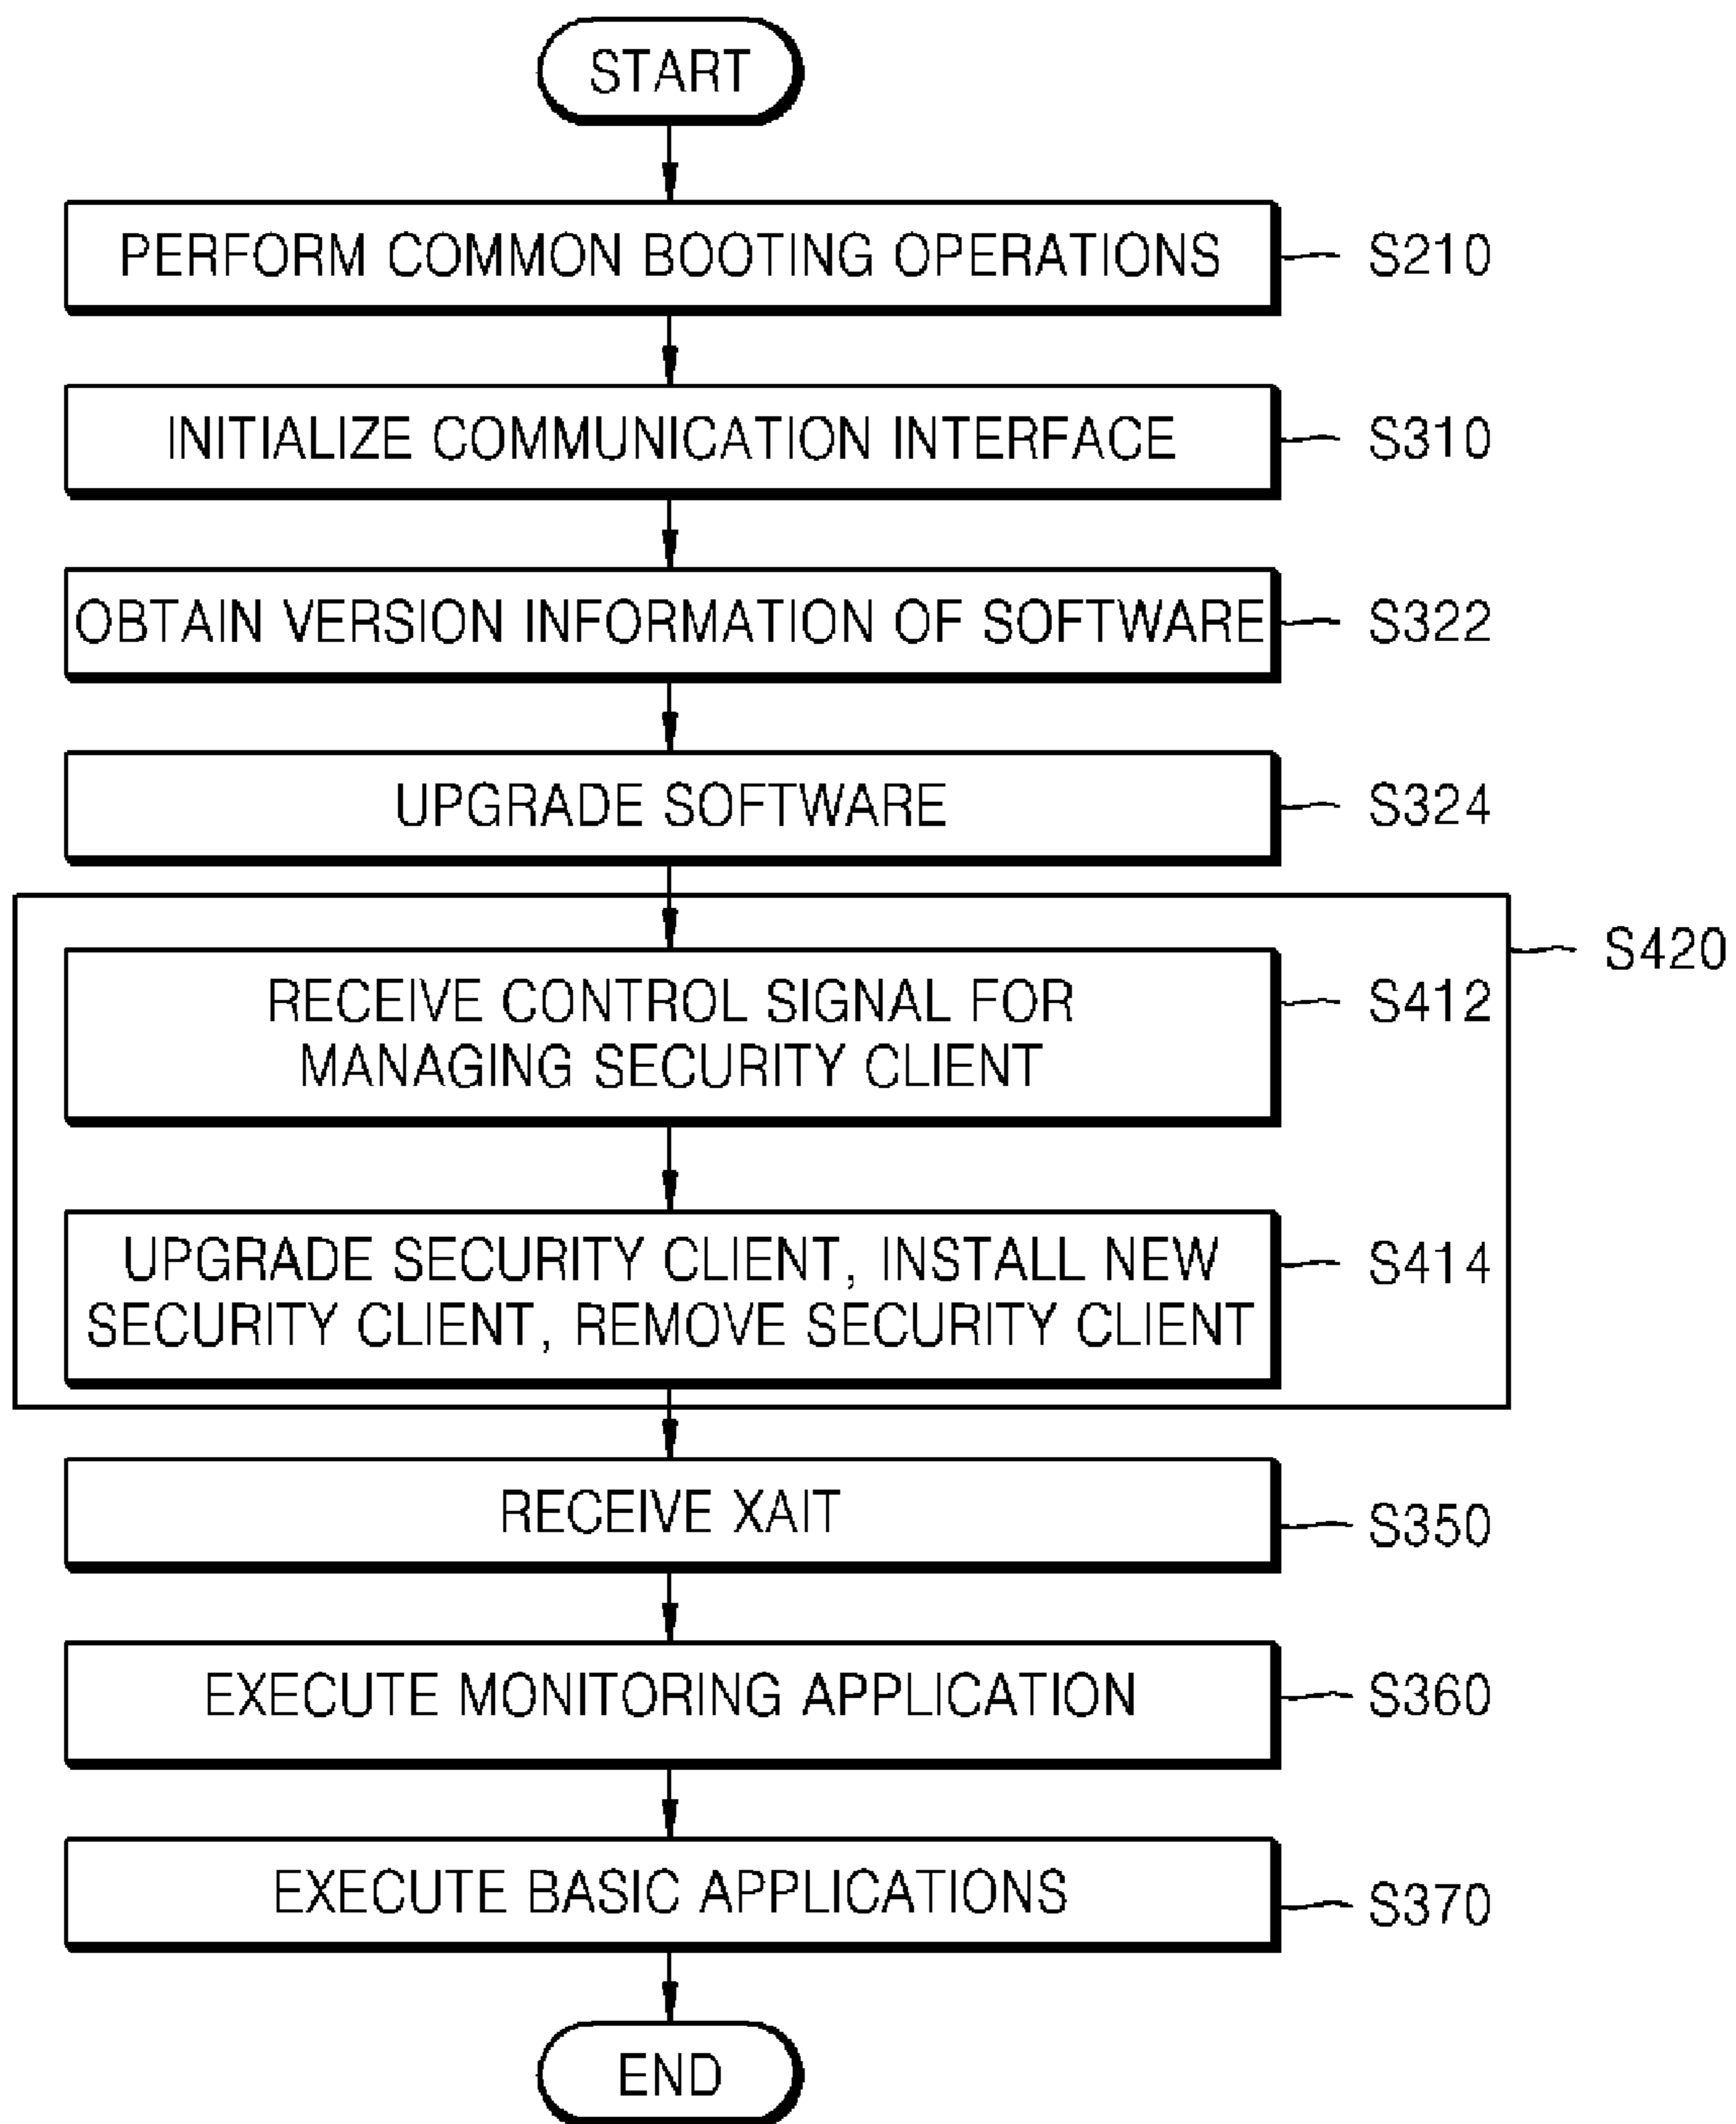 START
PERFORM COMMON BOOTING OPERATIONS
S210
INITIALIZE COMMUNICATION INTERFACE
S310
OBTAIN VERSION INFORMATION OF SOFTWARE
S322
UPGRADE SOFTWARE
S324
S420
RECEIVE CONTROL SIGNAL FOR
MANAGING SECURITY CLIENT
S412
UPGRADE SECURITY CLIENT, INSTALL NEW
SECURITY CLIENT, REMOVE SECURITY CLIENT
S414
RECEIVE XAIT
S350
EXECUTE MONITORING APPLICATION
S360
EXECUTE BASIC APPLICATIONS
S370
END